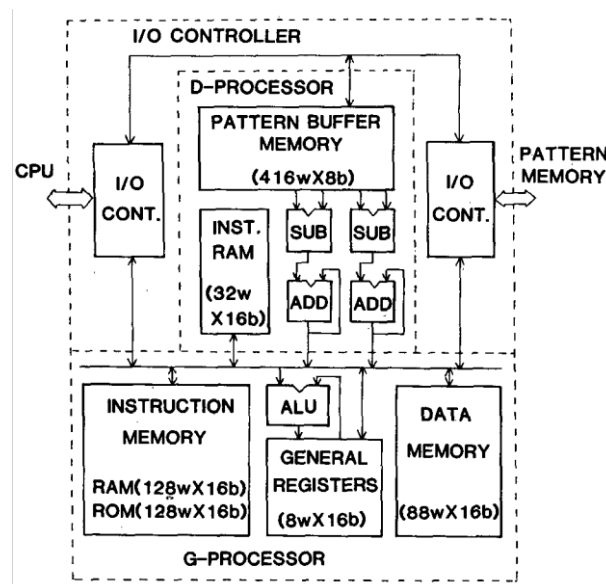 I/O CONTROLLER
D-PROCESSOR
PATTERN BUFFER
MEMORY
(416wX8b)
CPU
I/O
CONT.
INST.
RAM
(32w
X16b)
SUB
SUB
ADD
ADD
I/O
CONT.
PATTERN
MEMORY
INSTRUCTION
MEMORY
RAM(128wX16b)
ROM(128wX16b)
ALU
GENERAL
REGISTERS
(8wX16b)
DATA
MEMORY
(88wX16b)
G-PROCESSOR